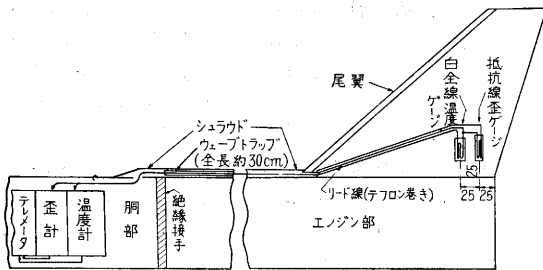 尾翼
白金線温度
ゲージ
抵抗線歪ゲージ
シュラウド
ウェーブトラップ
(全長約30cm)
リード線(テフロン巻き)
25
25 25
テレメータ
歪計
温度計
胴部
絶縁接手
エンジン部